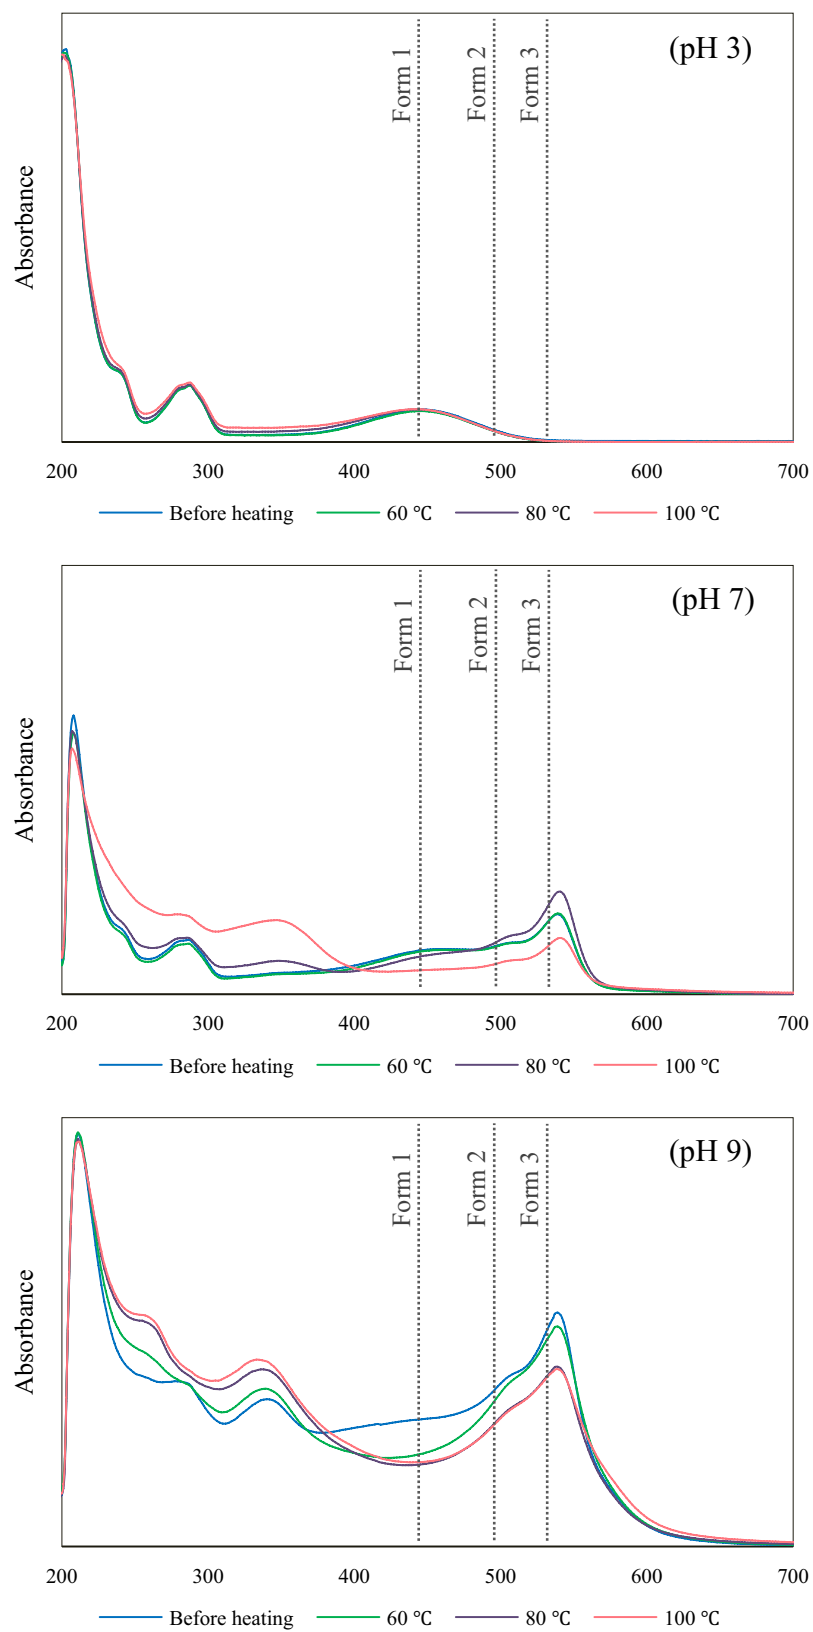 (pH 3)
Form 1
Form 2
Form 3
Absorbance
200 300 400 500 600 700
Before heating 60 °C 80 °C 100 °C
(pH 7)
Form 1
Form 2
Form 3
Absorbance
200 300 400 500 600 700
Before heating 60 °C 80 °C 100 °C
(pH 9)
Form 1
Form 2
Form 3
Absorbance
200 300 400 500 600 700
Before heating 60 °C 80 °C 100 °C